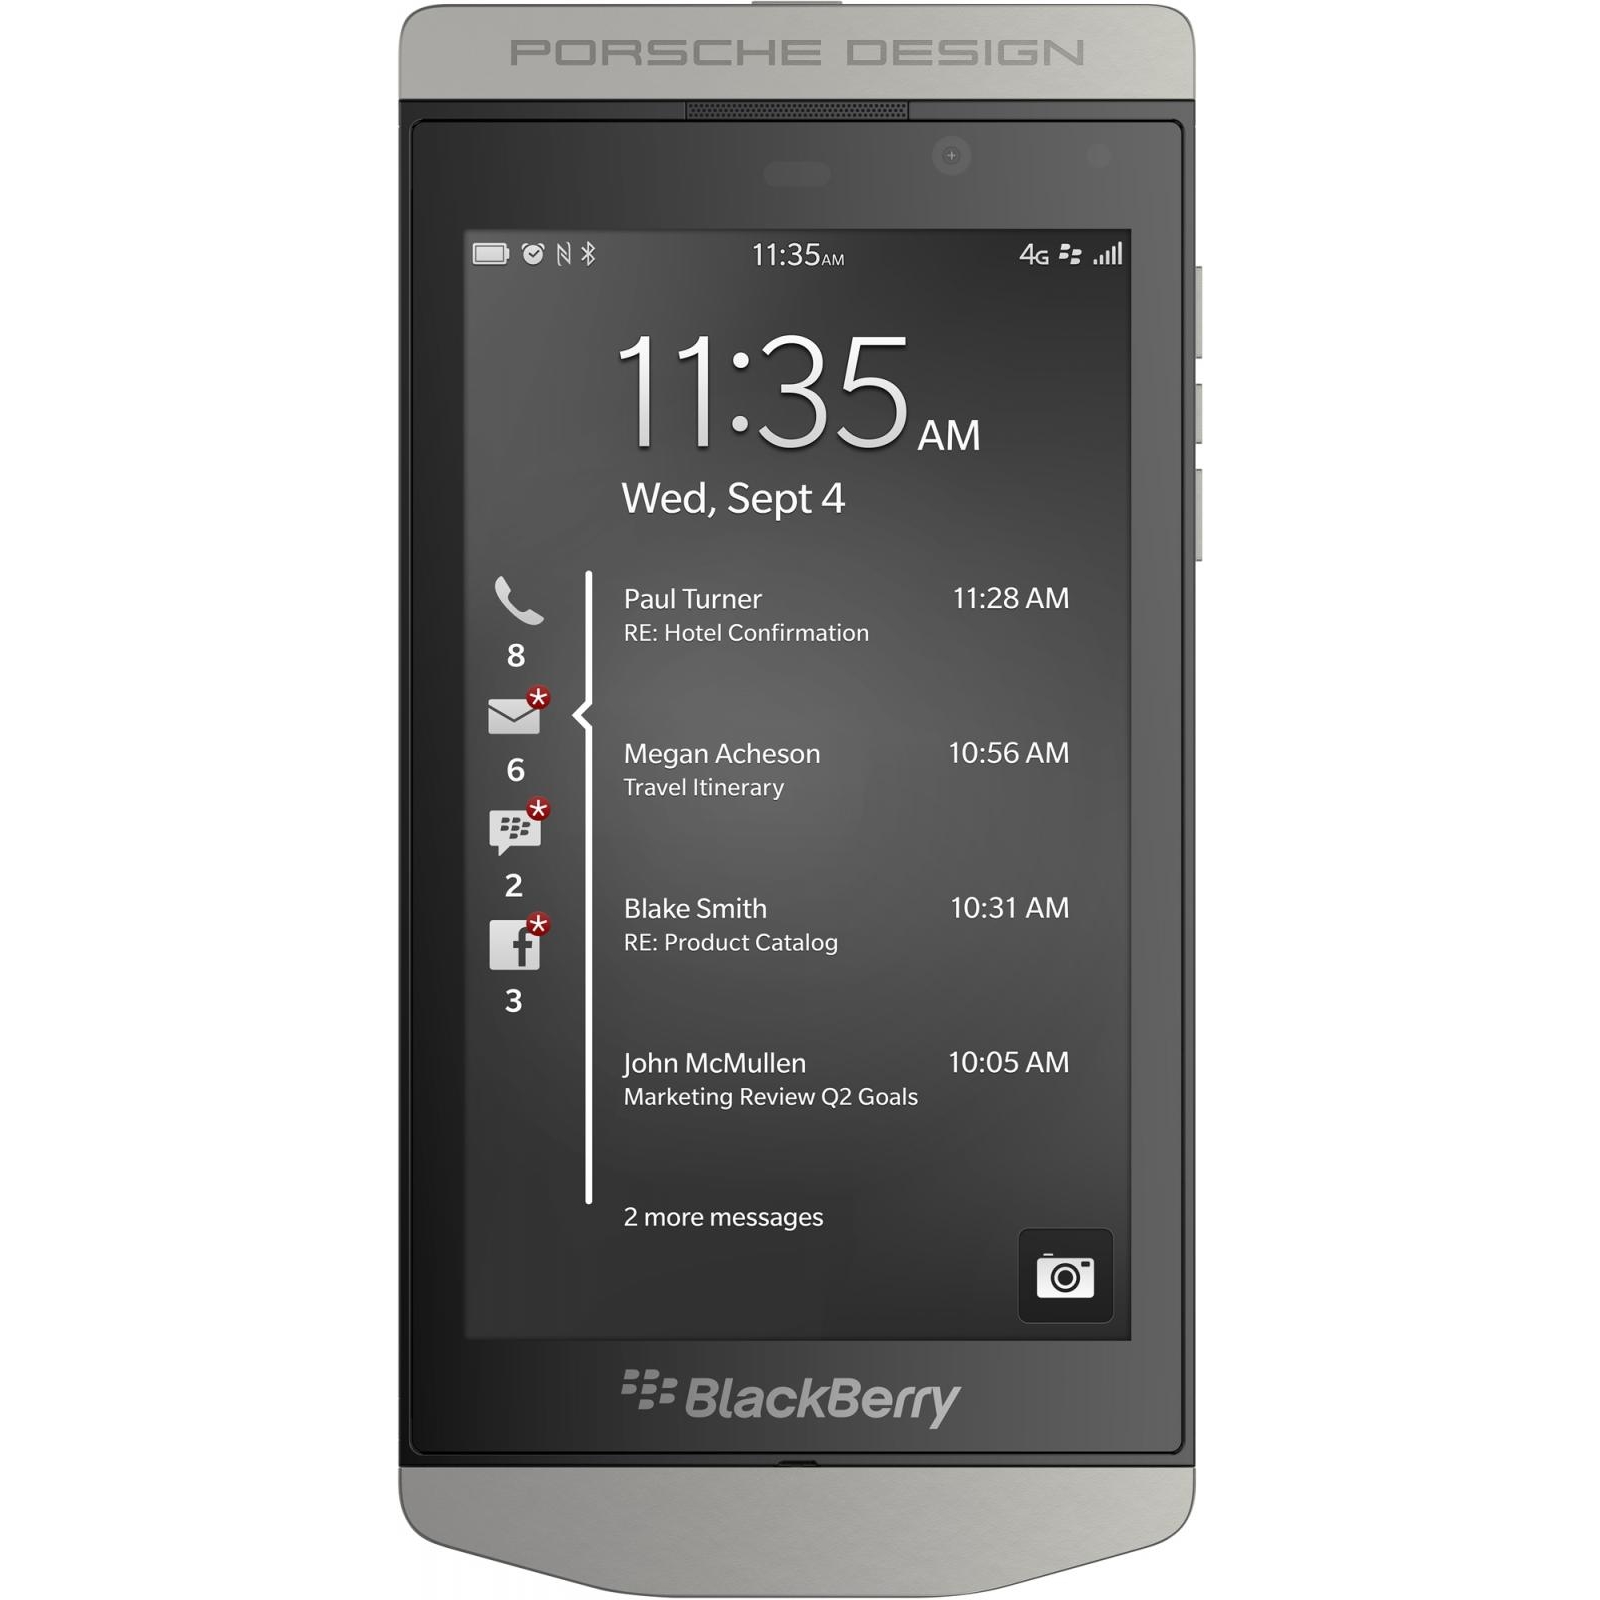 PORSCHE DESIGN
11:35AM
4G
11:35 AM
Wed, Sept 4
8
6
2
3
Paul Turner 11:28 AM
RE: Hotel Confirmation
Megan Acheson 10:56 AM
Travel Itinerary
Blake Smith 10:31 AM
RE: Product Catalog
John McMullen 10:05 AM
Marketing Review Q2 Goals
2 more messages
BlackBerry